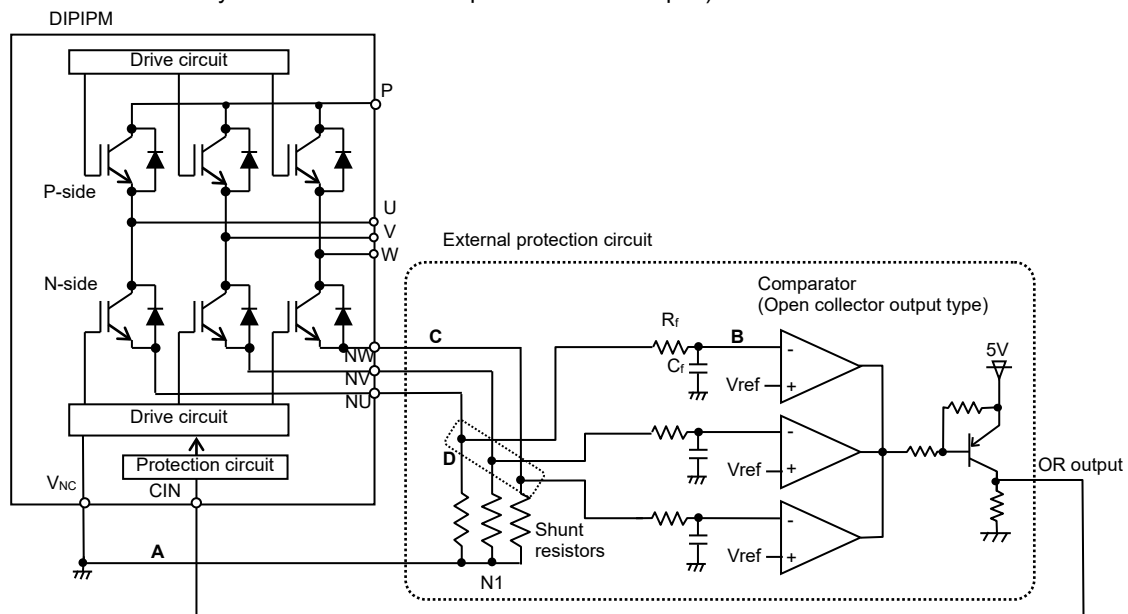 DIPIPM
Drive circuit
P
P-side
U
V
W
External protection circuit
N-side
Comparator
(Open collector output type)
C
Rf
B
5V
NW
Cf
Vref
-
+
NV
NU
Drive circuit
D
-
Vref
+
OR output
Protection circuit
VNC
CIN
Shunt
resistors
-
Vref
+
A
N1